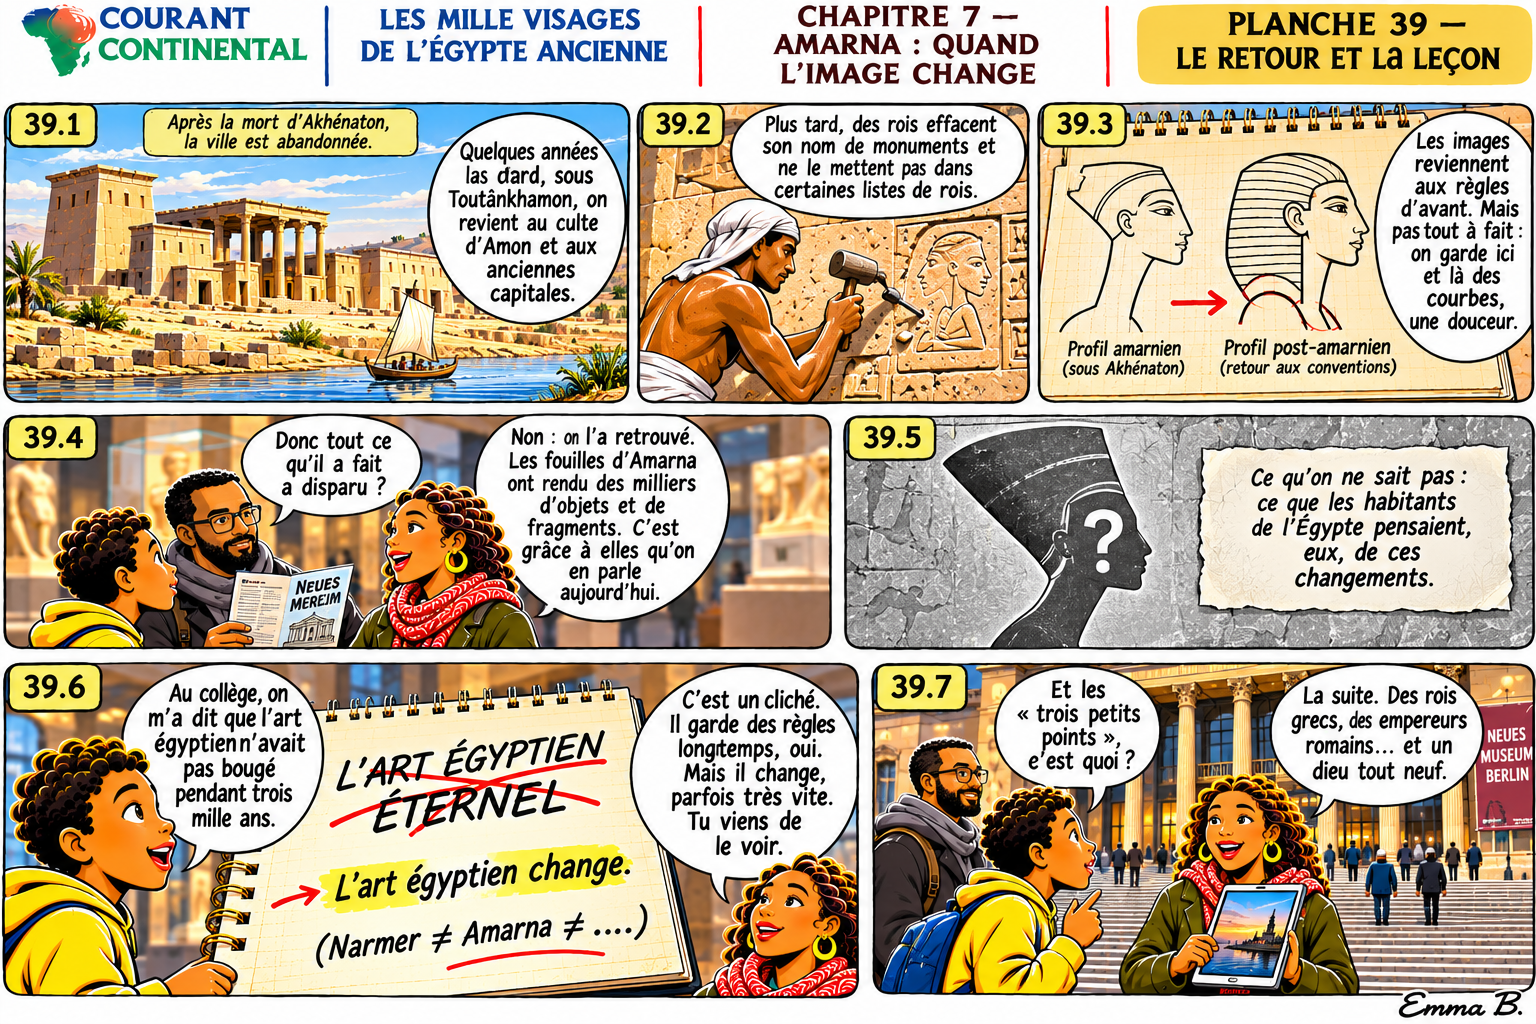 COURANT
CONTINENTAL
LES MILLE VISAGES
DE L'ÉGYPTE ANCIENNE
CHAPITRE 7 —
AMARNA : QUAND
L'IMAGE CHANGE
PLANCHE 39 —
LE RETOUR ET La LEÇON
39.1
Après la mort d'Akhénaton,
la ville est abandonnée.
Quelques années
las dard, sous
Toutânkhamon, on
revient au culte
d'Amon et aux
anciennes
capitales.
39.2
Plus tard, des rois effacent
son nom de monuments et
ne le mettent pas dans
certaines listes de rois.
39.3
Les images
reviennent
aux règles
d'avant. Mais
pas tout à fait :
on garde ici
et là des
courbes,
une douceur.
Profil amarnien
(sous Akhénaton)
Profil post-amarnien
(retour aux conventions)
39.4
Donc tout ce
qu'il a fait
a disparu ?
Non : on l'a retrouvé.
Les fouilles d'Amarna
ont rendu des milliers
d'objets et de
fragments. C'est
grâce à elles qu'on
en parle
aujourd'hui.
NEUES
MEREIM
39.5
?
Ce qu'on ne sait pas :
ce que les habitants
de l'Égypte pensaient,
eux, de ces
changements.
39.6
Au collège, on
m'a dit que l'art
égyptien n'avait
pas bougé
pendant trois
mille ans.
L'ART ÉGYPTIEN
ÉTERNEL
L'art égyptien change.
(Narmer ≠ Amarna ≠ ....)
C'est un cliché.
Il garde des règles
longtemps, oui.
Mais il change,
parfois très vite.
Tu viens de
le voir.
39.7
Et les
« trois petits
points »,
e'est quoi ?
La suite. Des rois
grecs, des empereurs
romains... et un
dieu tout neuf.
NEUES
MUSEUM
BERLIN
Emma B.